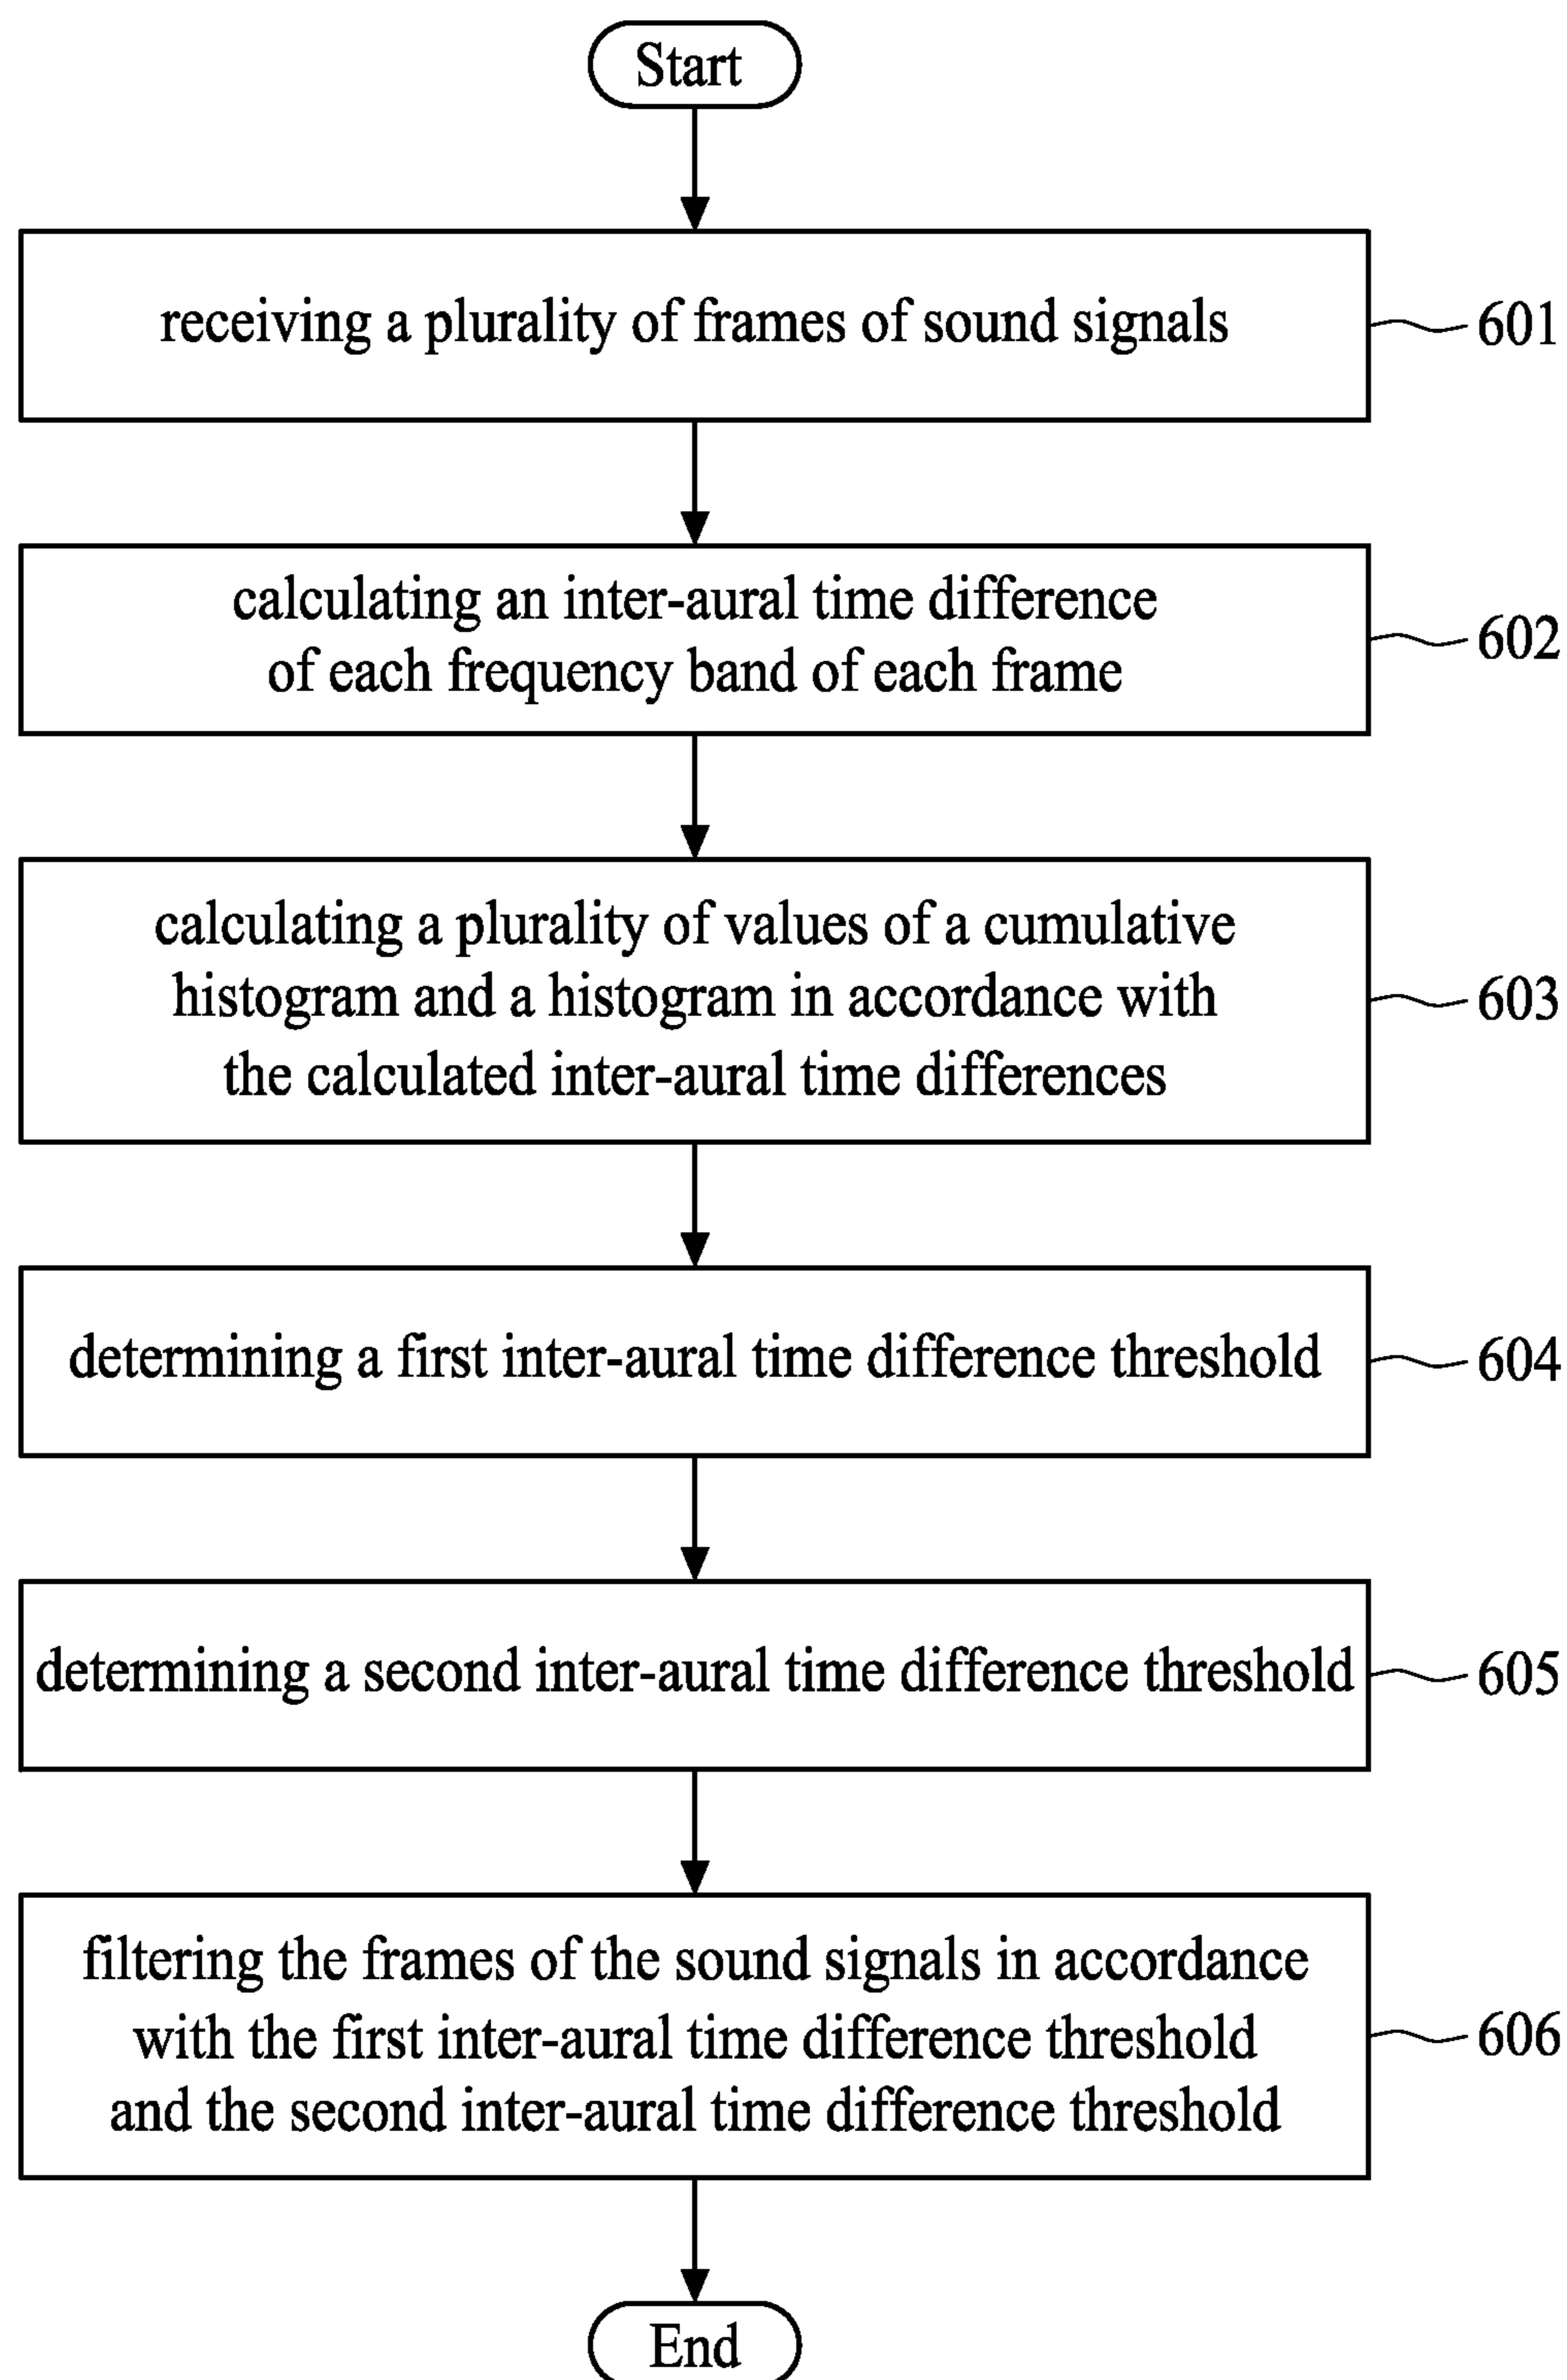 Start
receiving a plurality of frames of sound signals
601
calculating an inter-aural time difference
of each frequency band of each frame
602
calculating a plurality of values of a cumulative
histogram and a histogram in accordance with
the calculated inter-aural time differences
603
determining a first inter-aural time difference threshold
604
determining a second inter-aural time difference threshold
605
filtering the frames of the sound signals in accordance
with the first inter-aural time difference threshold
and the second inter-aural time difference threshold
606
End